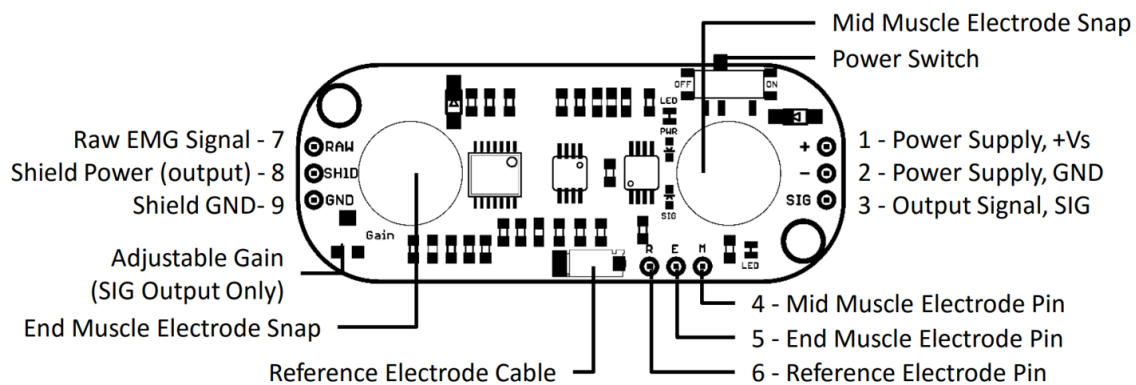 Mid Muscle Electrode Snap
Power Switch
OFF
ON
LED
PWR
Raw EMG Signal - 7
RAW
+
1 - Power Supply, +Vs
Shield Power (output) - 8
SHID
-
2 - Power Supply, GND
Shield GND- 9
GND
SIG
SIG
3 - Output Signal, SIG
Gain
R
E
M
LED
Adjustable Gain
(SIG Output Only)
4 - Mid Muscle Electrode Pin
End Muscle Electrode Snap
5 - End Muscle Electrode Pin
Reference Electrode Cable
6 - Reference Electrode Pin